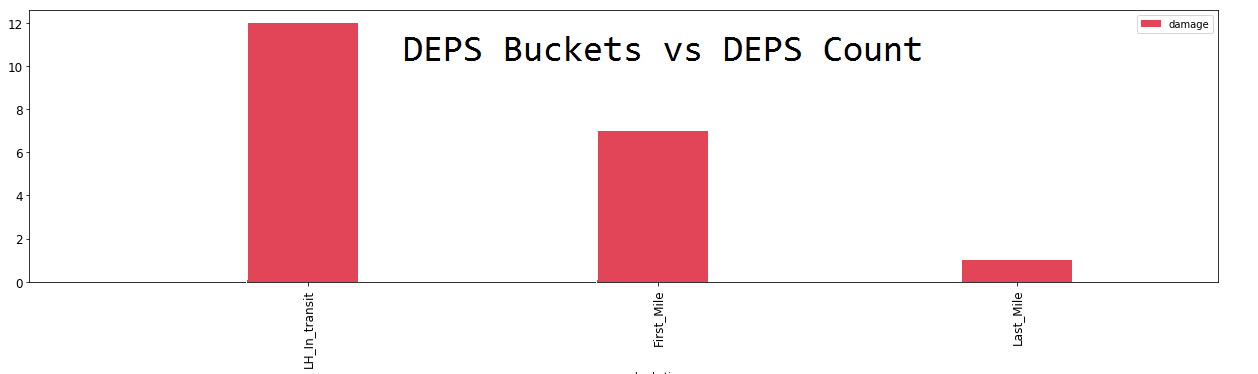 DEPS Buckets vs DEPS Count
damage
12
10
8
6
4
2
0
LH_In_transit
First_Mile
Last_Mile